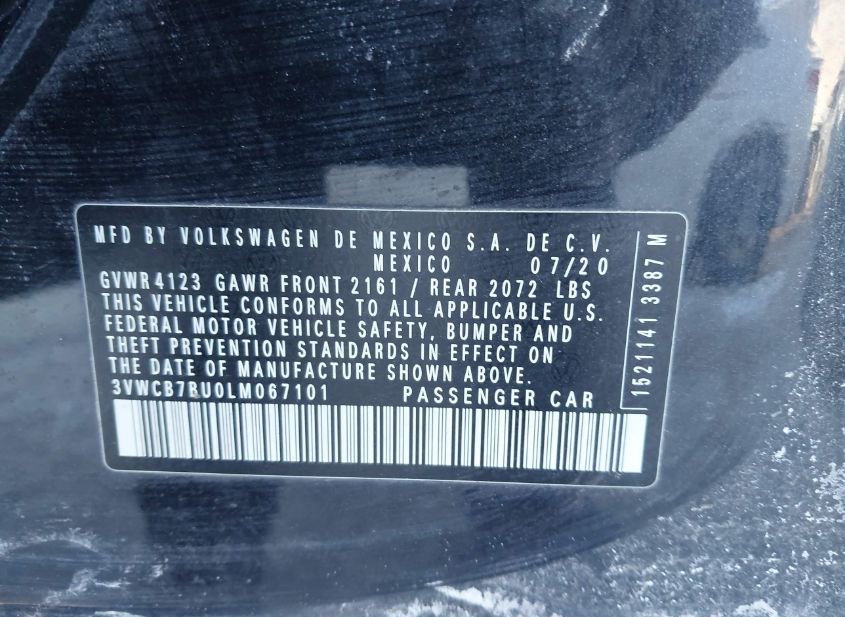 MFD BY VOLKSWAGEN DE MEXICO S.A. DE C.V.
MEXICO 07/20
GVWR 4123 GAWR FRONT 2161 / REAR 2072 LBS
THIS VEHICLE CONFORMS TO ALL APPLICABLE U.S.
FEDERAL MOTOR VEHICLE SAFETY, BUMPER AND
THEFT PREVENTION STANDARDS IN EFFECT ON
THE DATE OF MANUFACTURE SHOWN ABOVE.
3VWCB7BU0LM067101 PASSENGER CAR
1521141 3387 M